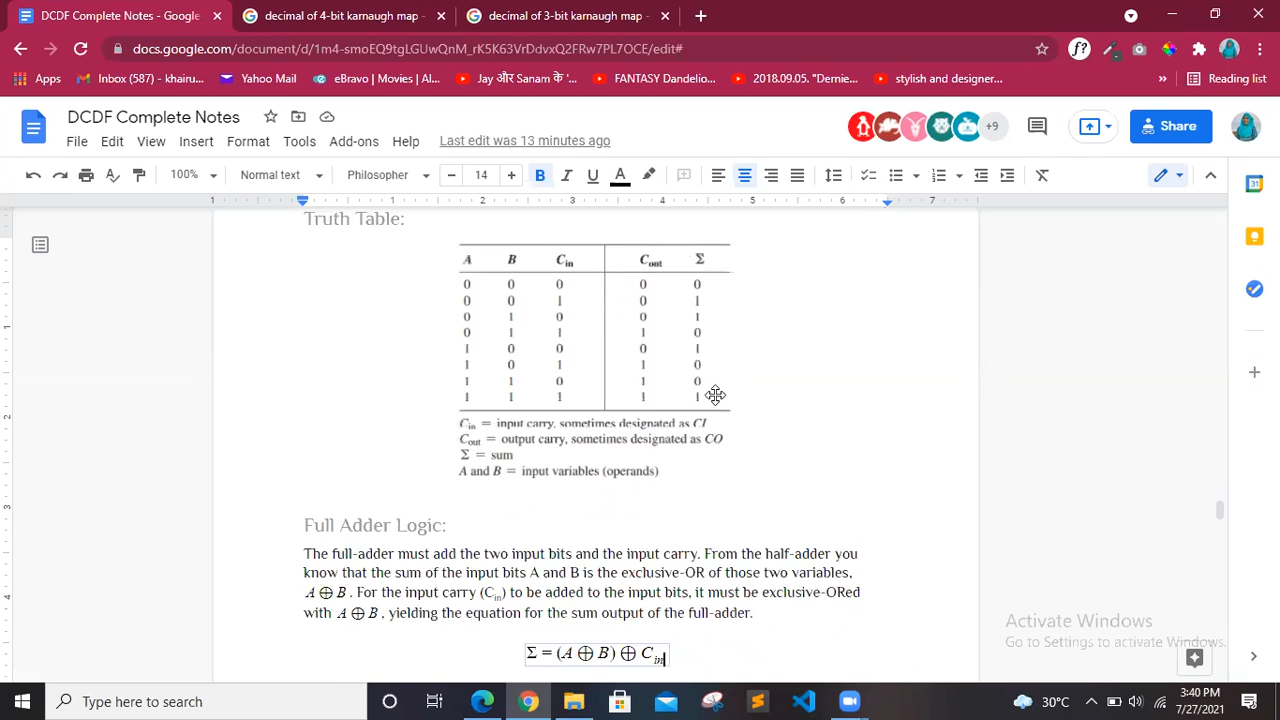 DCDF Complete Notes - Google
decimal of 4-bit karnaugh map -
decimal of 3-bit karnaugh map -
docs.google.com/document/d/1m4-smoEQ9tgLGUwQnM_rK5K63VrDdvxQ2FRw7PL7OCE/edit#
Apps
Inbox (587) - khairu...
Yahoo Mail
eBravo | Movies | Al...
Jay और Sanam के '...
FANTASY Dandelio...
2018.09.05. "Dernie...
stylish and designer...
Reading list
DCDF Complete Notes
File Edit View Insert Format Tools Add-ons Help Last edit was 13 minutes ago
+9
Share
100% Normal text Philosopher 14 B I U A
1 1 2 3 4 5 6 7
Truth Table:
A B Cin Cout Σ
0 0 0 0 0
0 0 1 0 1
0 1 0 0 1
0 1 1 1 0
1 0 0 0 1
1 0 1 1 0
1 1 0 1 0
1 1 1 1 1
Cin = input carry, sometimes designated as CI
Cout = output carry, sometimes designated as CO
Σ = sum
A and B = input variables (operands)
Full Adder Logic:
The full-adder must add the two input bits and the input carry. From the half-adder you
know that the sum of the input bits A and B is the exclusive-OR of those two variables,
A ⊕ B. For the input carry (Cin) to be added to the input bits, it must be exclusive-ORed
with A ⊕ B, yielding the equation for the sum output of the full-adder.
Σ = (A ⊕ B) ⊕ Cin
Activate Windows
Go to Settings to activate Windows.
Type here to search
30°C
3:40 PM
7/27/2021